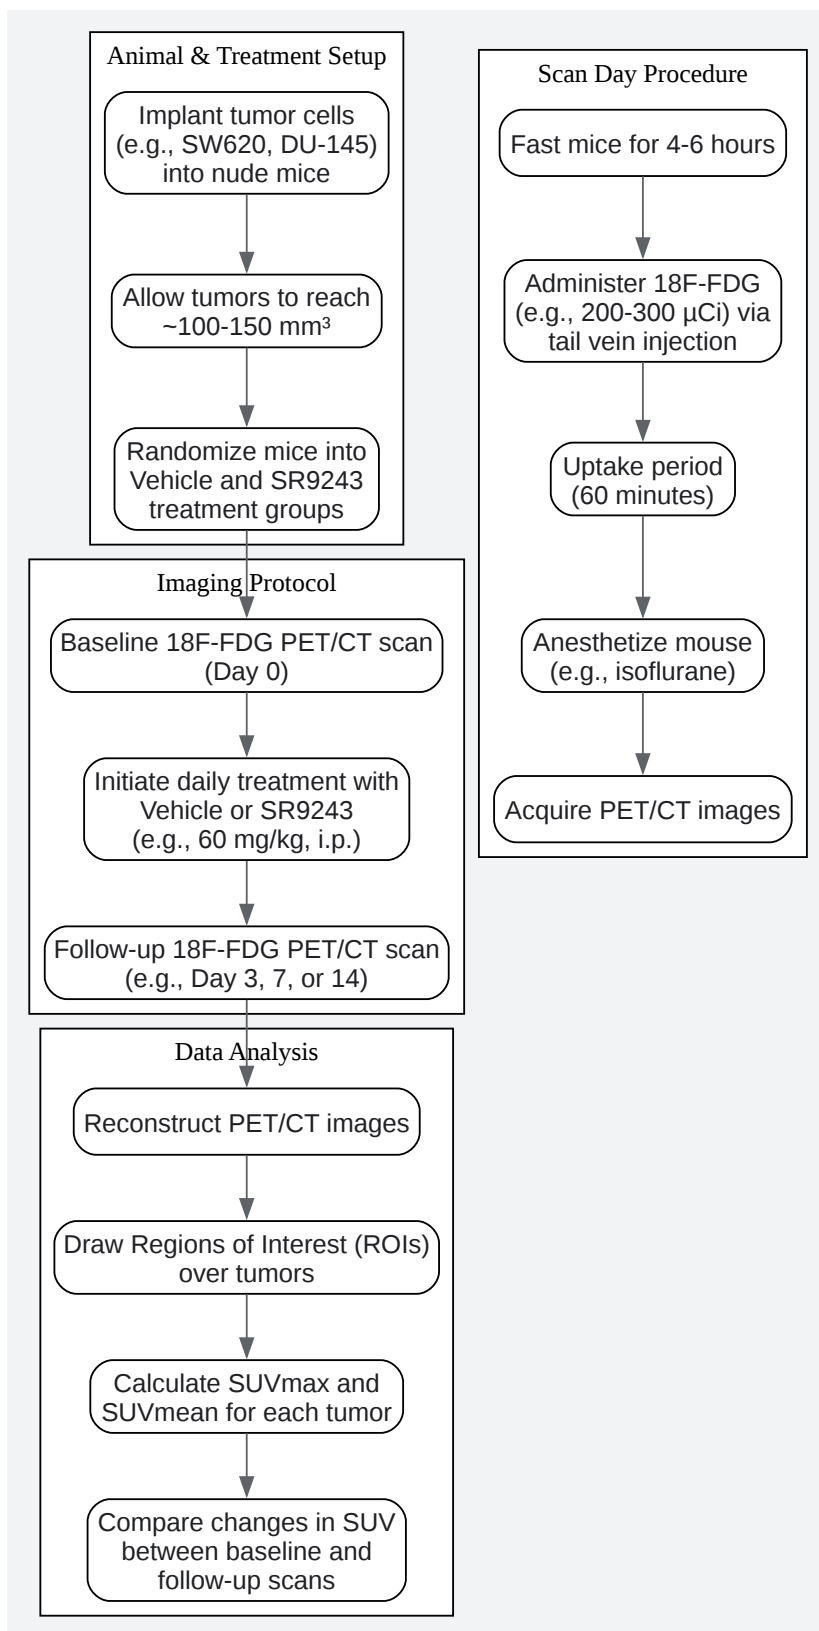 Animal & Treatment Setup
Implant tumor cells
(e.g., SW620, DU-145)
into nude mice
Allow tumors to reach
~100-150 mm³
Randomize mice into
Vehicle and SR9243
treatment groups
Imaging Protocol
Baseline 18F-FDG PET/CT scan
(Day 0)
Initiate daily treatment with
Vehicle or SR9243
(e.g., 60 mg/kg, i.p.)
Follow-up 18F-FDG PET/CT scan
(e.g., Day 3, 7, or 14)
Data Analysis
Reconstruct PET/CT images
Draw Regions of Interest (ROIs)
over tumors
Calculate SUVmax and
SUVmean for each tumor
Compare changes in SUV
between baseline and
follow-up scans
Scan Day Procedure
Fast mice for 4-6 hours
Administer 18F-FDG
(e.g., 200-300 µCi) via
tail vein injection
Uptake period
(60 minutes)
Anesthetize mouse
(e.g., isoflurane)
Acquire PET/CT images